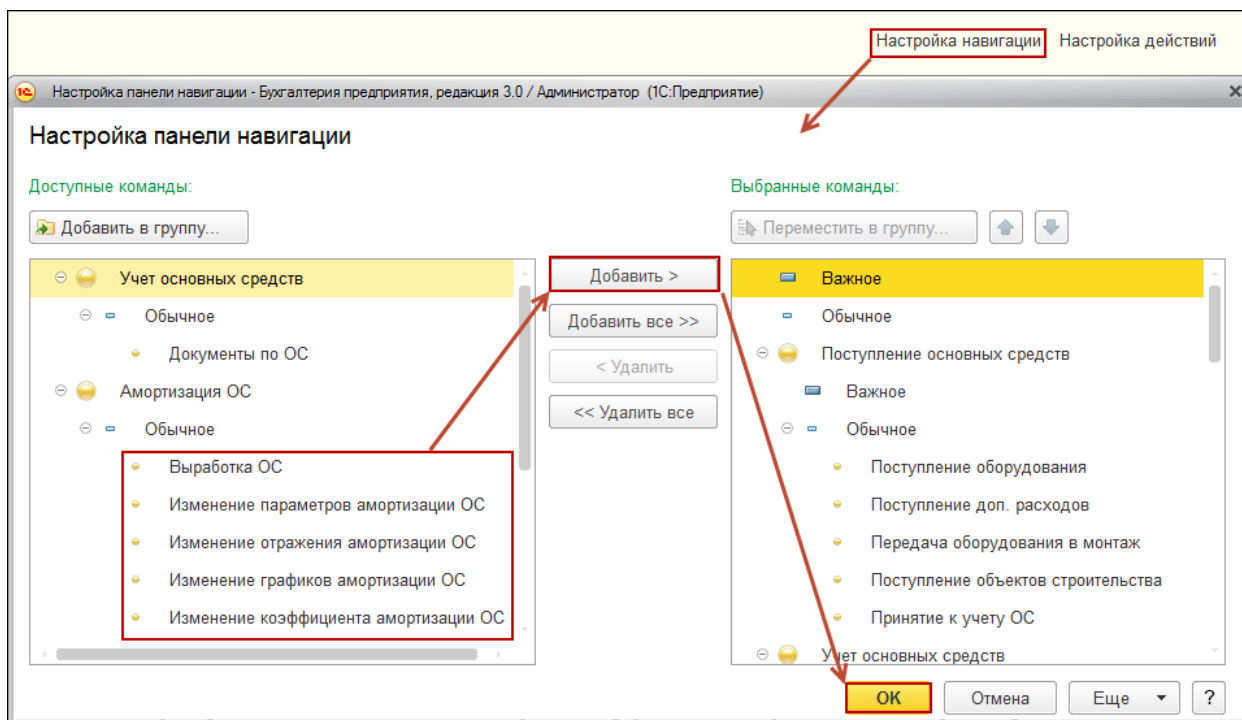 Настройка навигации Настройка действий
1С Настройка панели навигации - Бухгалтерия предприятия, редакция 3.0 / Администратор (1С:Предприятие)
Настройка панели навигации
Доступные команды:
Добавить в группу...
Учет основных средств
Обычное
Документы по ОС
Амортизация ОС
Обычное
Выработка ОС
Изменение параметров амортизации ОС
Изменение отражения амортизации ОС
Изменение графиков амортизации ОС
Изменение коэффициента амортизации ОС
Добавить >
Добавить все >>
< Удалить
<< Удалить все
Выбранные команды:
Переместить в группу...
Важное
Обычное
Поступление основных средств
Важное
Обычное
Поступление оборудования
Поступление доп. расходов
Передача оборудования в монтаж
Поступление объектов строительства
Принятие к учету ОС
Учет основных средств
ОК Отмена Еще ?